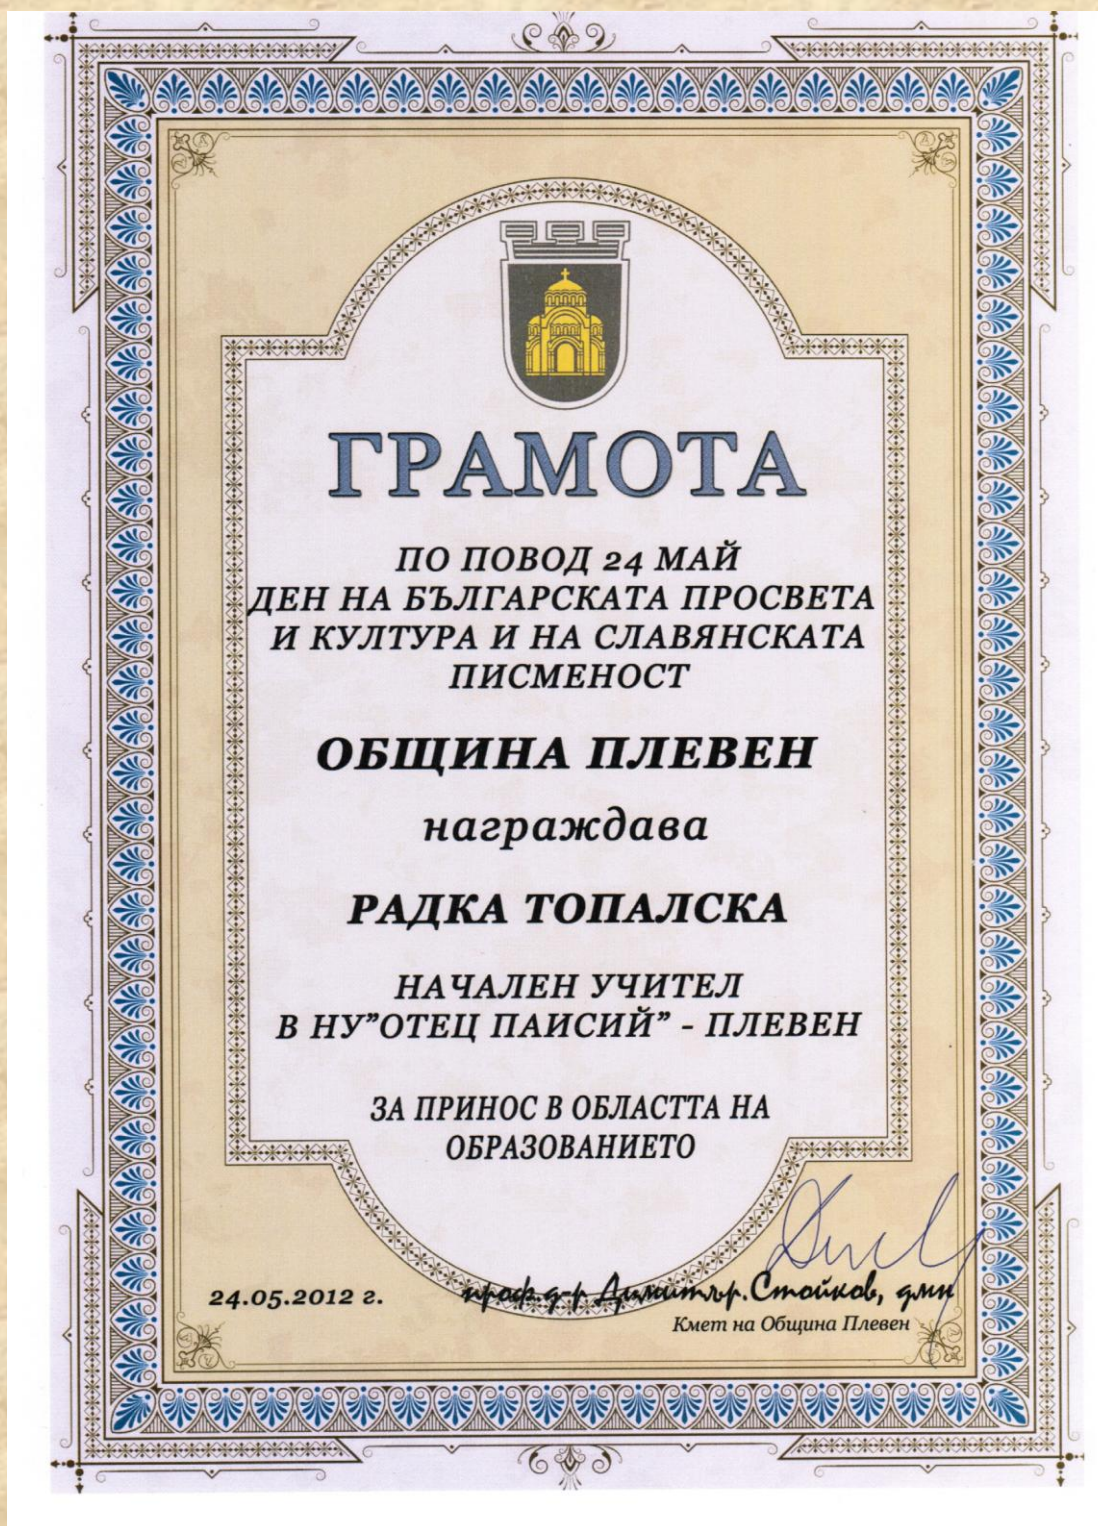 ГРАМОТА
ПО ПОВОД 24 МАЙ
ДЕН НА БЪЛГАРСКАТА ПРОСВЕТА
И КУЛТУРА И НА СЛАВЯНСКАТА
ПИСМЕНОСТ
ОБЩИНА ПЛЕВЕН
награждава
РАДКА ТОПАЛСКА
НАЧАЛЕН УЧИТЕЛ
В НУ”ОТЕЦ ПАИСИЙ” - ПЛЕВЕН
ЗА ПРИНОС В ОБЛАСТТА НА
ОБРАЗОВАНИЕТО
24.05.2012 г.
проф.д-р Димитър.Стойков, дмн
Кмет на Община Плевен